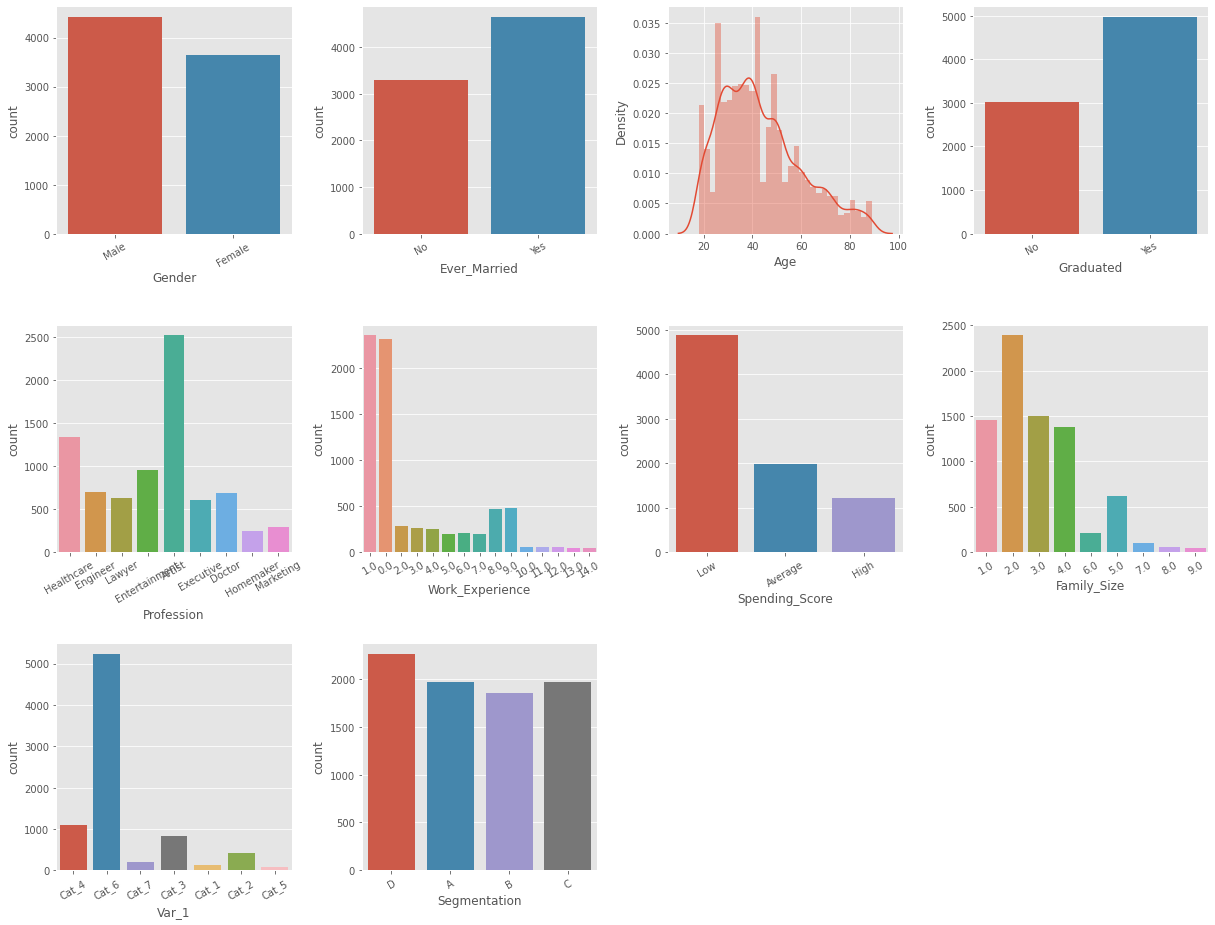 4000
3000
2000
1000
0
count
Male
Female
Gender
4000
3000
2000
1000
0
count
No
Yes
Ever_Married
0.035
0.030
0.025
0.020
0.015
0.010
0.005
0.000
Density
20
40
60
80
100
Age
5000
4000
3000
2000
1000
0
count
No
Yes
Graduated
2500
2000
1500
1000
500
0
count
Healthcare
Engineer
Lawyer
Entertainment
Artist
Executive
Doctor
Homemaker
Marketing
Profession
2000
1500
1000
500
0
count
1.0
0.0
2.0
3.0
4.0
5.0
6.0
7.0
8.0
9.0
10.0
11.0
12.0
13.0
14.0
Work_Experience
5000
4000
3000
2000
1000
0
count
Low
Average
High
Spending_Score
2500
2000
1500
1000
500
0
count
1.0
2.0
3.0
4.0
6.0
5.0
7.0
8.0
9.0
Family_Size
5000
4000
3000
2000
1000
0
count
Cat_4
Cat_6
Cat_7
Cat_3
Cat_1
Cat_2
Cat_5
Var_1
2000
1500
1000
500
0
count
D
A
B
C
Segmentation